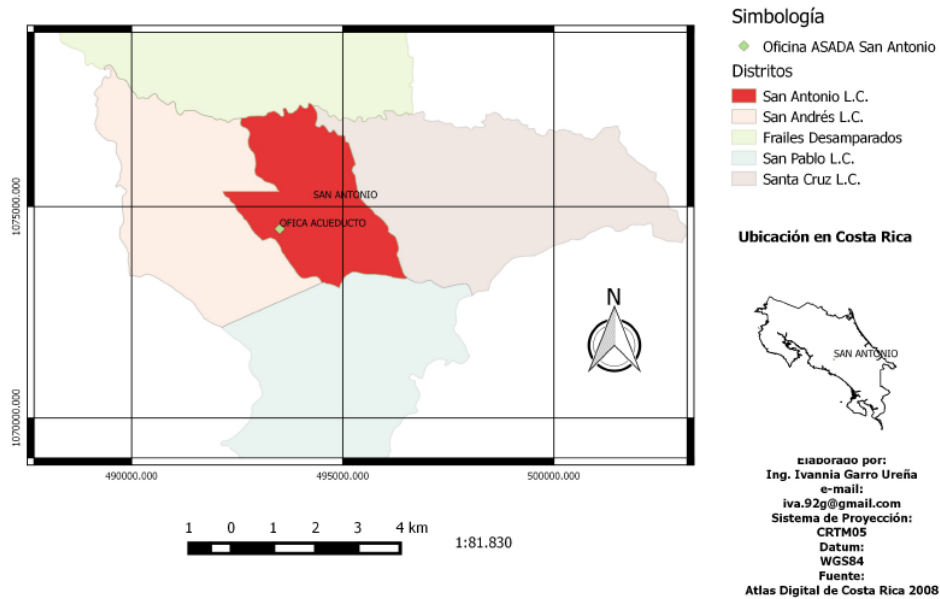 Simbología
Oficina ASADA San Antonio
Distritos
San Antonio L.C.
San Andrés L.C.
Frailes Desamparados
San Pablo L.C.
Santa Cruz L.C.
SAN ANTONIO
OFICA ACUEDUCTO
1075000.000
1070000.000
490000.000
495000.000
500000.000
N
1 0 1 2 3 4 km
1:81.830
Ubicación en Costa Rica
SAN ANTONIO
Elaborado por:
Ing. Ivannia Garro Ureña
e-mail:
iva.92g@gmail.com
Sistema de Proyección:
CRTM05
Datum:
WGS84
Fuente:
Atlas Digital de Costa Rica 2008